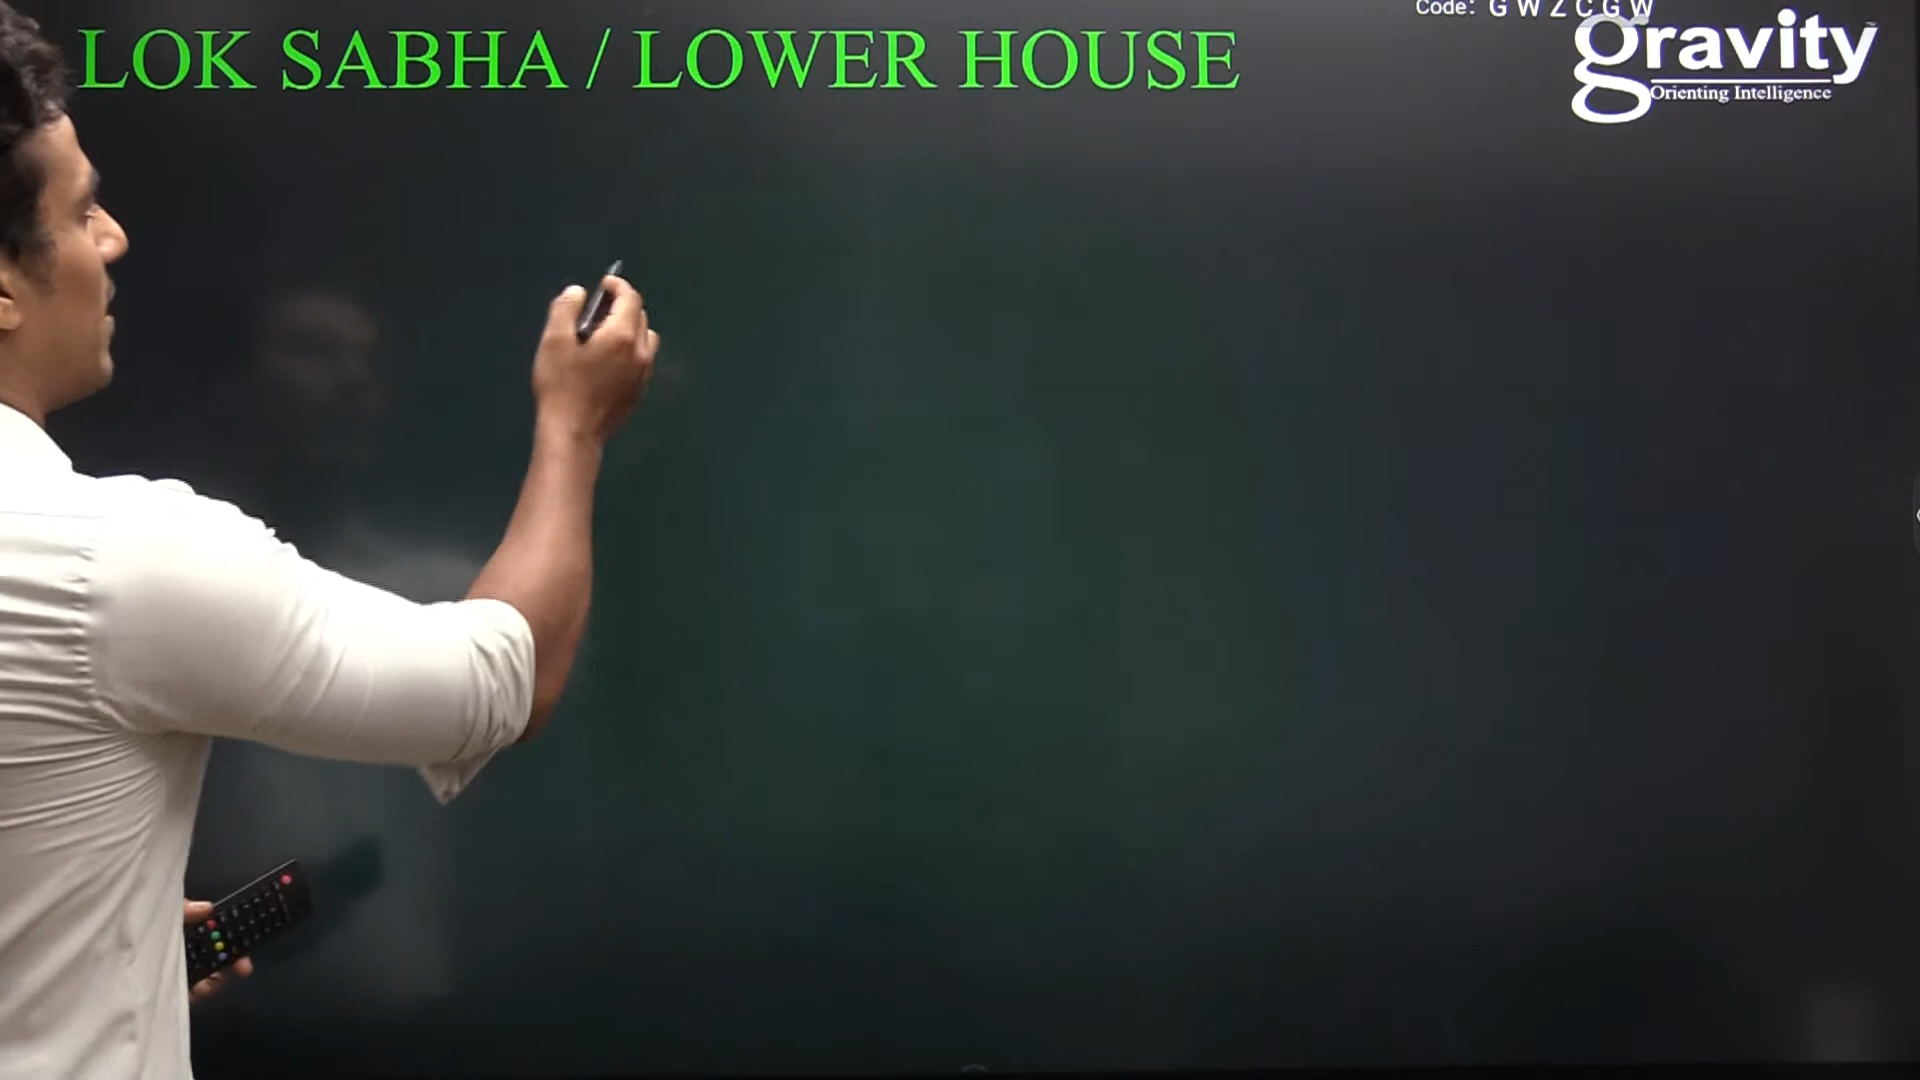 Code: G W Z C G W
LOK SABHA / LOWER HOUSE
gravity
Orienting Intelligence